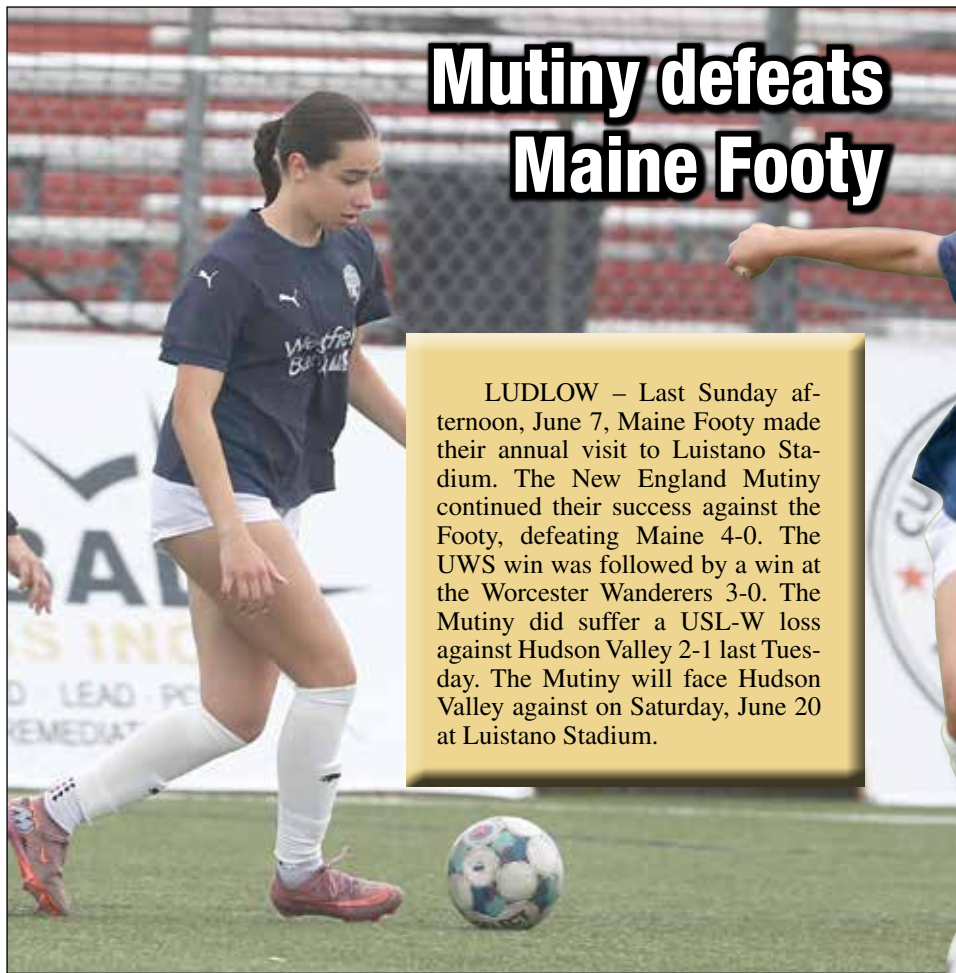 Mutiny defeats
Maine Footy
LUDLOW – Last Sunday af-
ternoon, June 7, Maine Footy made
their annual visit to Luistano Sta-
dium. The New England Mutiny
continued their success against the
Footy, defeating Maine 4-0. The
UWS win was followed by a win at
the Worcester Wanderers 3-0. The
Mutiny did suffer a USL-W loss
against Hudson Valley 2-1 last Tues-
day. The Mutiny will face Hudson
Valley against on Saturday, June 20
at Luistano Stadium.
LEAD